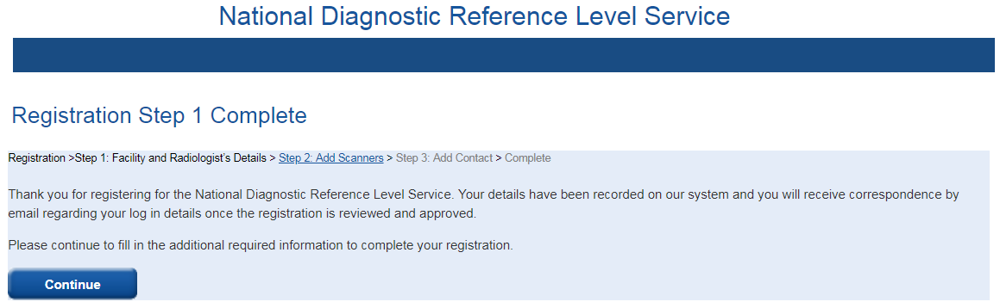 National Diagnostic Reference Level Service
Registration Step 1 Complete
Registration >Step 1: Facility and Radiologist's Details > Step 2: Add Scanners > Step 3: Add Contact > Complete
Thank you for registering for the National Diagnostic Reference Level Service. Your details have been recorded on our system and you will receive correspondence by
email regarding your log in details once the registration is reviewed and approved.
Please continue to fill in the additional required information to complete your registration.
Continue